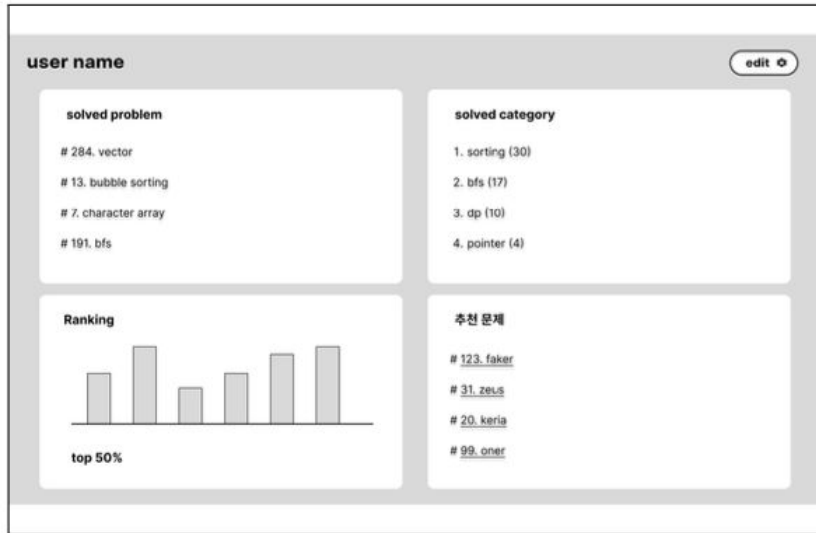 user name
edit
solved problem
# 284. vector
# 13. bubble sorting
# 7. character array
# 191. bfs
solved category
1. sorting (30)
2. bfs (17)
3. dp (10)
4. pointer (4)
Ranking
top 50%
추천 문제
# 123. faker
# 31. zeus
# 20. keria
# 99. oner